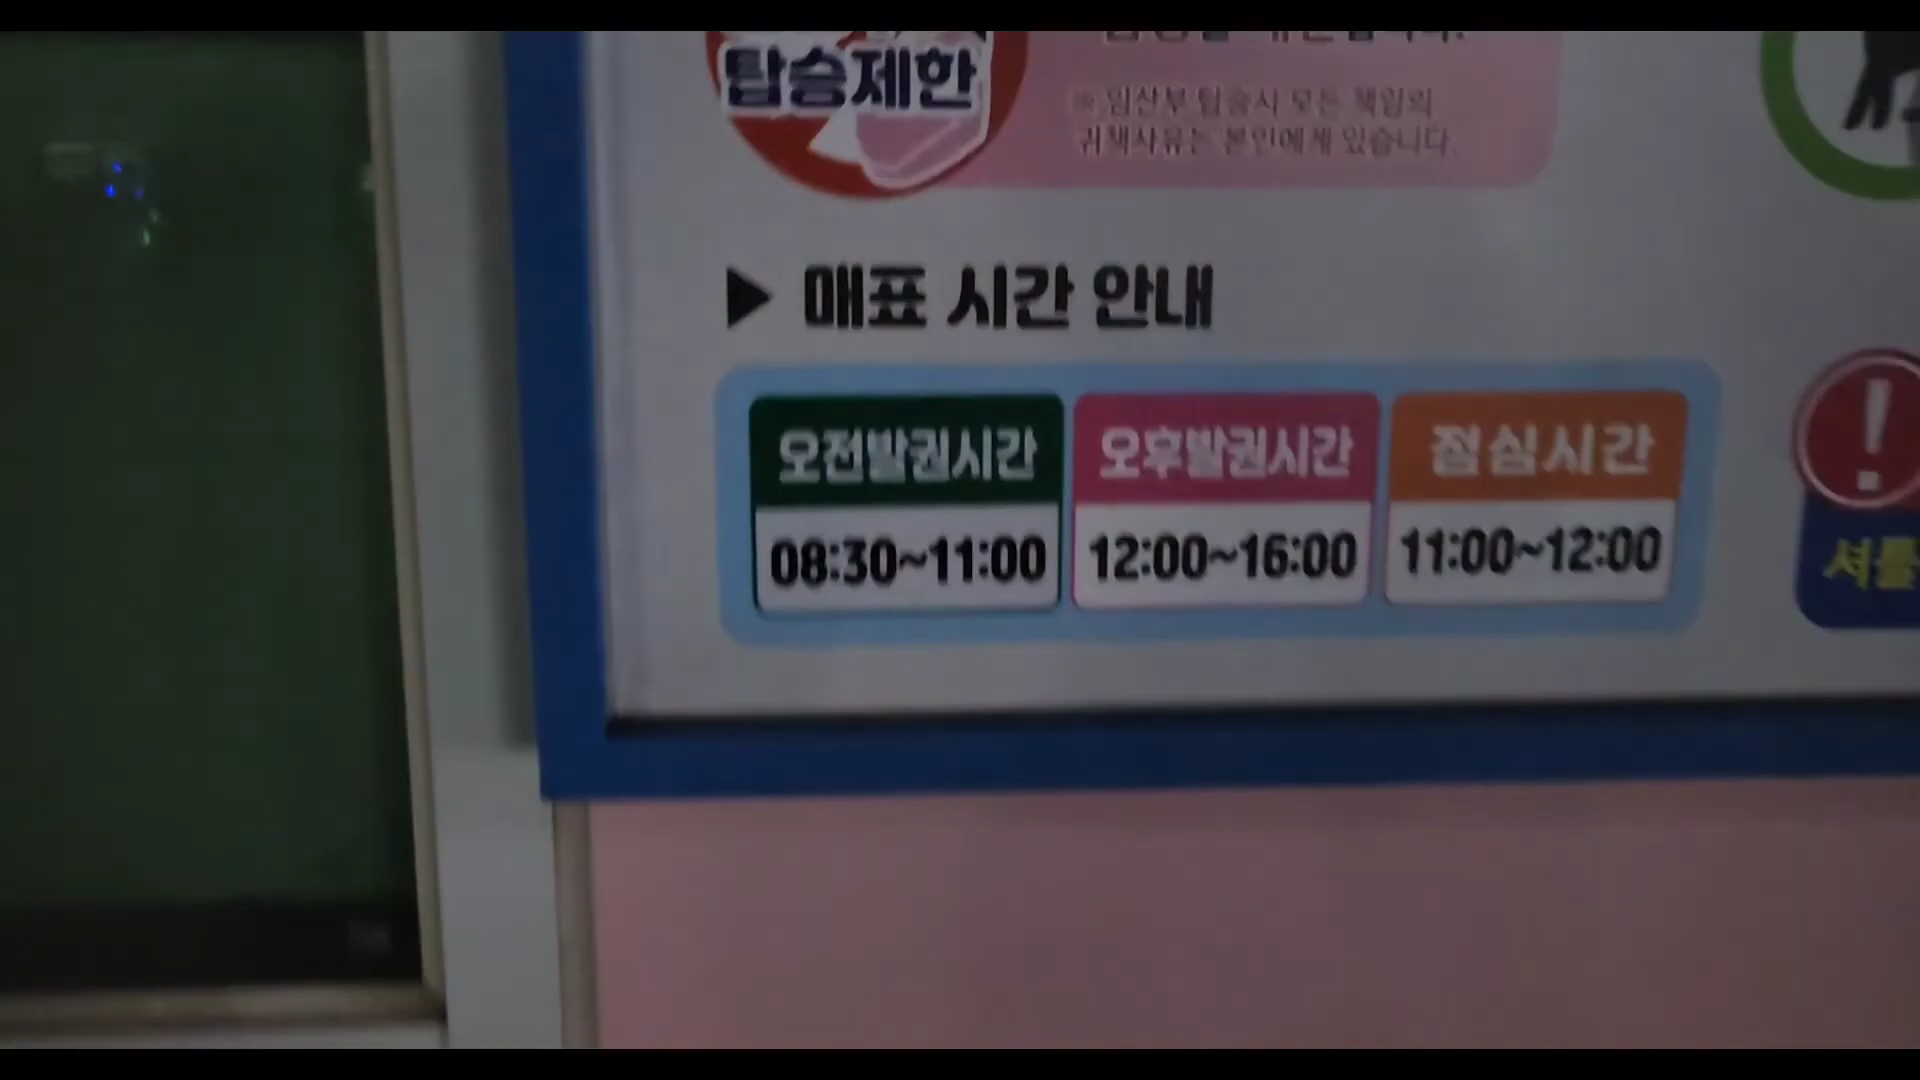 탑승제한
※ 임산부 탑승시 모든 책임의
귀책사유는 본인에게 있습니다.
▶ 매표 시간 안내
오전발권시간 오후발권시간 점심시간
08:30~11:00 12:00~16:00 11:00~12:00
셔틀